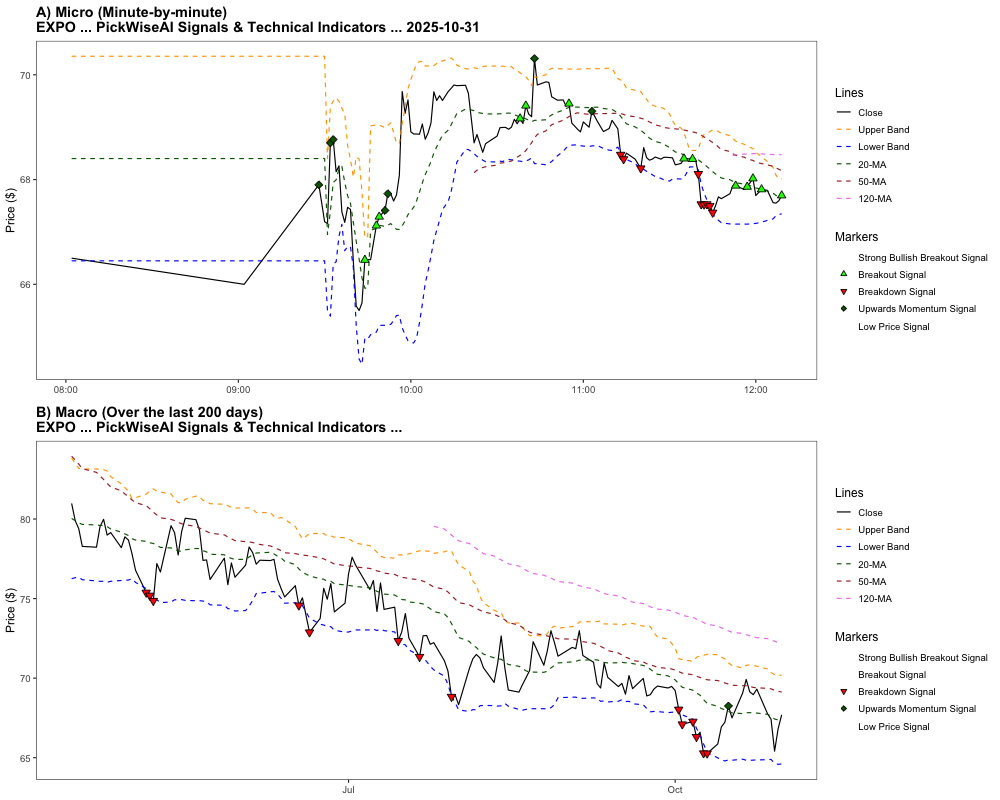 A) Micro (Minute-by-minute)
EXPO ... PickWiseAI Signals & Technical Indicators ... 2025-10-31
Price ($)
70
68
66
08:00
09:00
10:00
11:00
12:00
Lines
Close
Upper Band
Lower Band
20-MA
50-MA
120-MA
Markers
Strong Bullish Breakout Signal
Breakout Signal
Breakdown Signal
Upwards Momentum Signal
Low Price Signal
B) Macro (Over the last 200 days)
EXPO ... PickWiseAI Signals & Technical Indicators ...
Price ($)
80
75
70
65
Jul
Oct
Lines
Close
Upper Band
Lower Band
20-MA
50-MA
120-MA
Markers
Strong Bullish Breakout Signal
Breakout Signal
Breakdown Signal
Upwards Momentum Signal
Low Price Signal